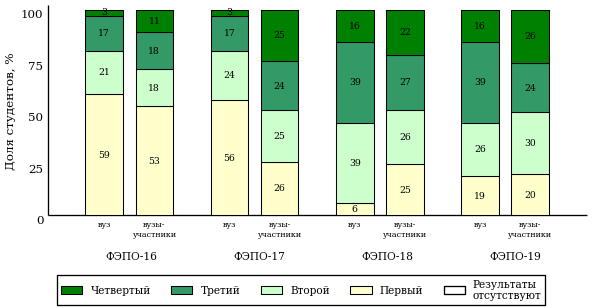 Доля студентов, %
100
75
50
25
0
3 11 3 25 16 22 16 26
17 18 17 24 39 27 39 24
21 18 24 25 39 26 26 30
59 53 56 26 6 25 19 20
вуз вузы-участники вуз вузы-участники вуз вузы-участники вуз вузы-участники
ФЭПО-16 ФЭПО-17 ФЭПО-18 ФЭПО-19
Четвертый Третий Второй Первый Результаты
отсутствуют